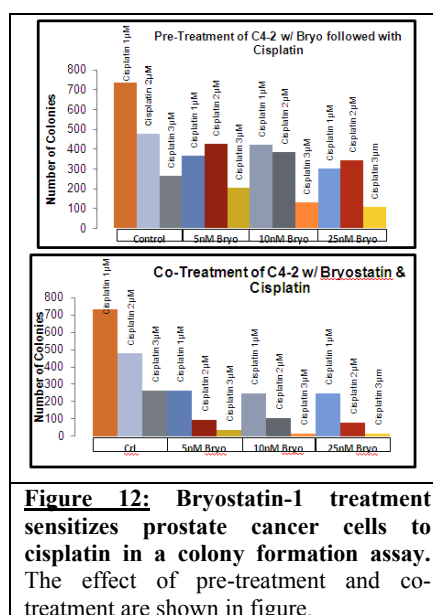 Pre-Treatment of C4-2 w/ Bryo followed with
Cisplatin
Number of Colonies
800
700
600
500
400
300
200
100
0
Cisplatin 1µM
Cisplatin 2µM
Cisplatin 3µM
Cisplatin 1µM
Cisplatin 2µM
Cisplatin 3µM
Cisplatin 1µM
Cisplatin 2µM
Cisplatin 3µM
Cisplatin 1µM
Cisplatin 2µM
Cisplatin 3µm
Control
5nM Bryo
10nM Bryo
25nM Bryo
Co-Treatment of C4-2 w/ Bryostatin &
Cisplatin
Number of Colonies
800
700
600
500
400
300
200
100
0
Cisplatin 1µM
Cisplatin 2µM
Cisplatin 3µM
Cisplatin 1µM
Cisplatin 2µM
Cisplatin 3µM
Cisplatin 1µM
Cisplatin 2µM
Cisplatin 3µM
Cisplatin 1µM
Cisplatin 2µM
Cisplatin 3µm
Crl
5nM Bryo
10nM Bryo
25nM Bryo
Figure 12: Bryostatin-1 treatment
sensitizes prostate cancer cells to
cisplatin in a colony formation assay.
The effect of pre-treatment and co-
treatment are shown in figure.